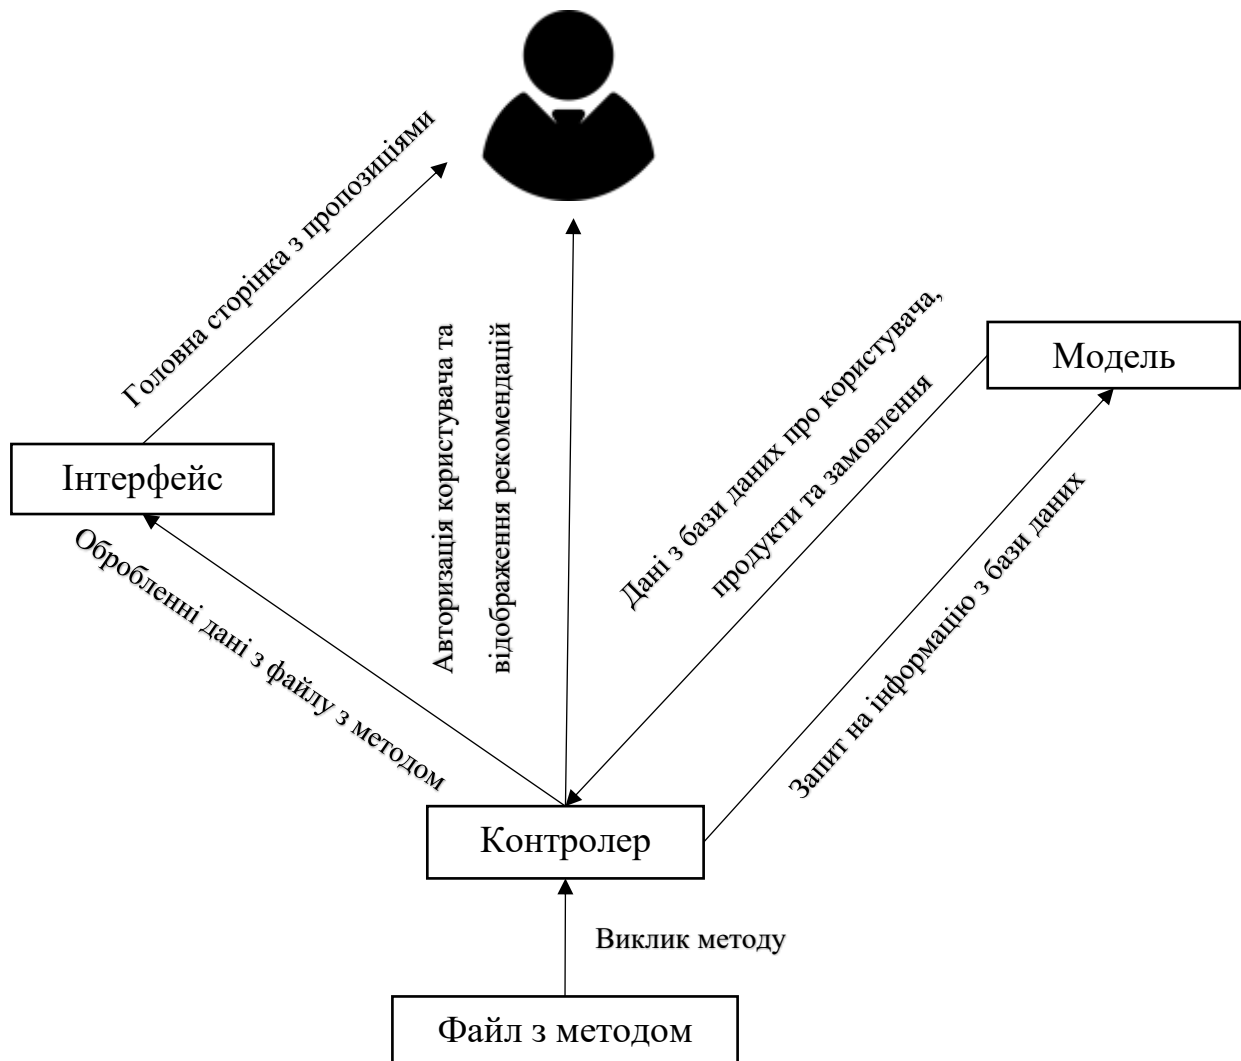 Головна сторінка з пропозиціями
Авторизація користувача та
відображення рекомендацій
Дані з бази даних про користувача,
продукти та замовлення
Модель
Інтерфейс
Обробленні дані з файлу з методом
Запит на інформацію з бази даних
Контролер
Виклик методу
Файл з методом